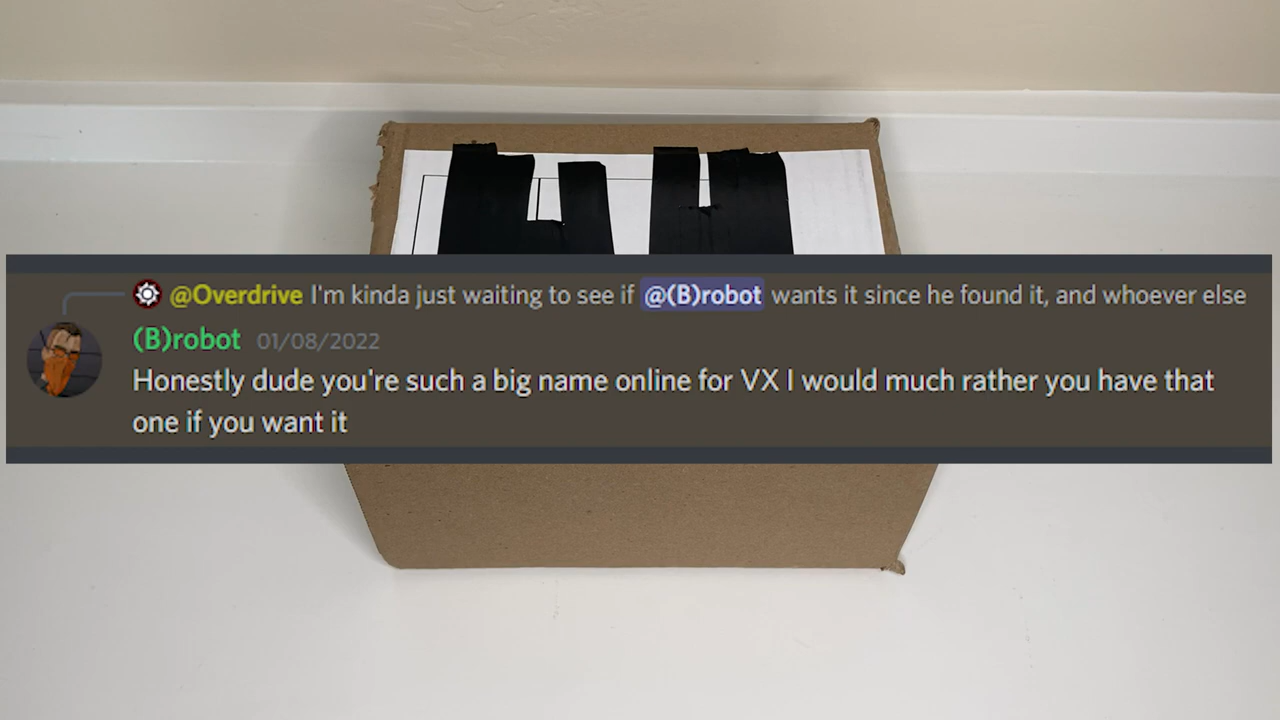 @Overdrive I'm kinda just waiting to see if @(B)robot wants it since he found it, and whoever else
(B)robot 01/08/2022
Honestly dude you're such a big name online for VX I would much rather you have that
one if you want it